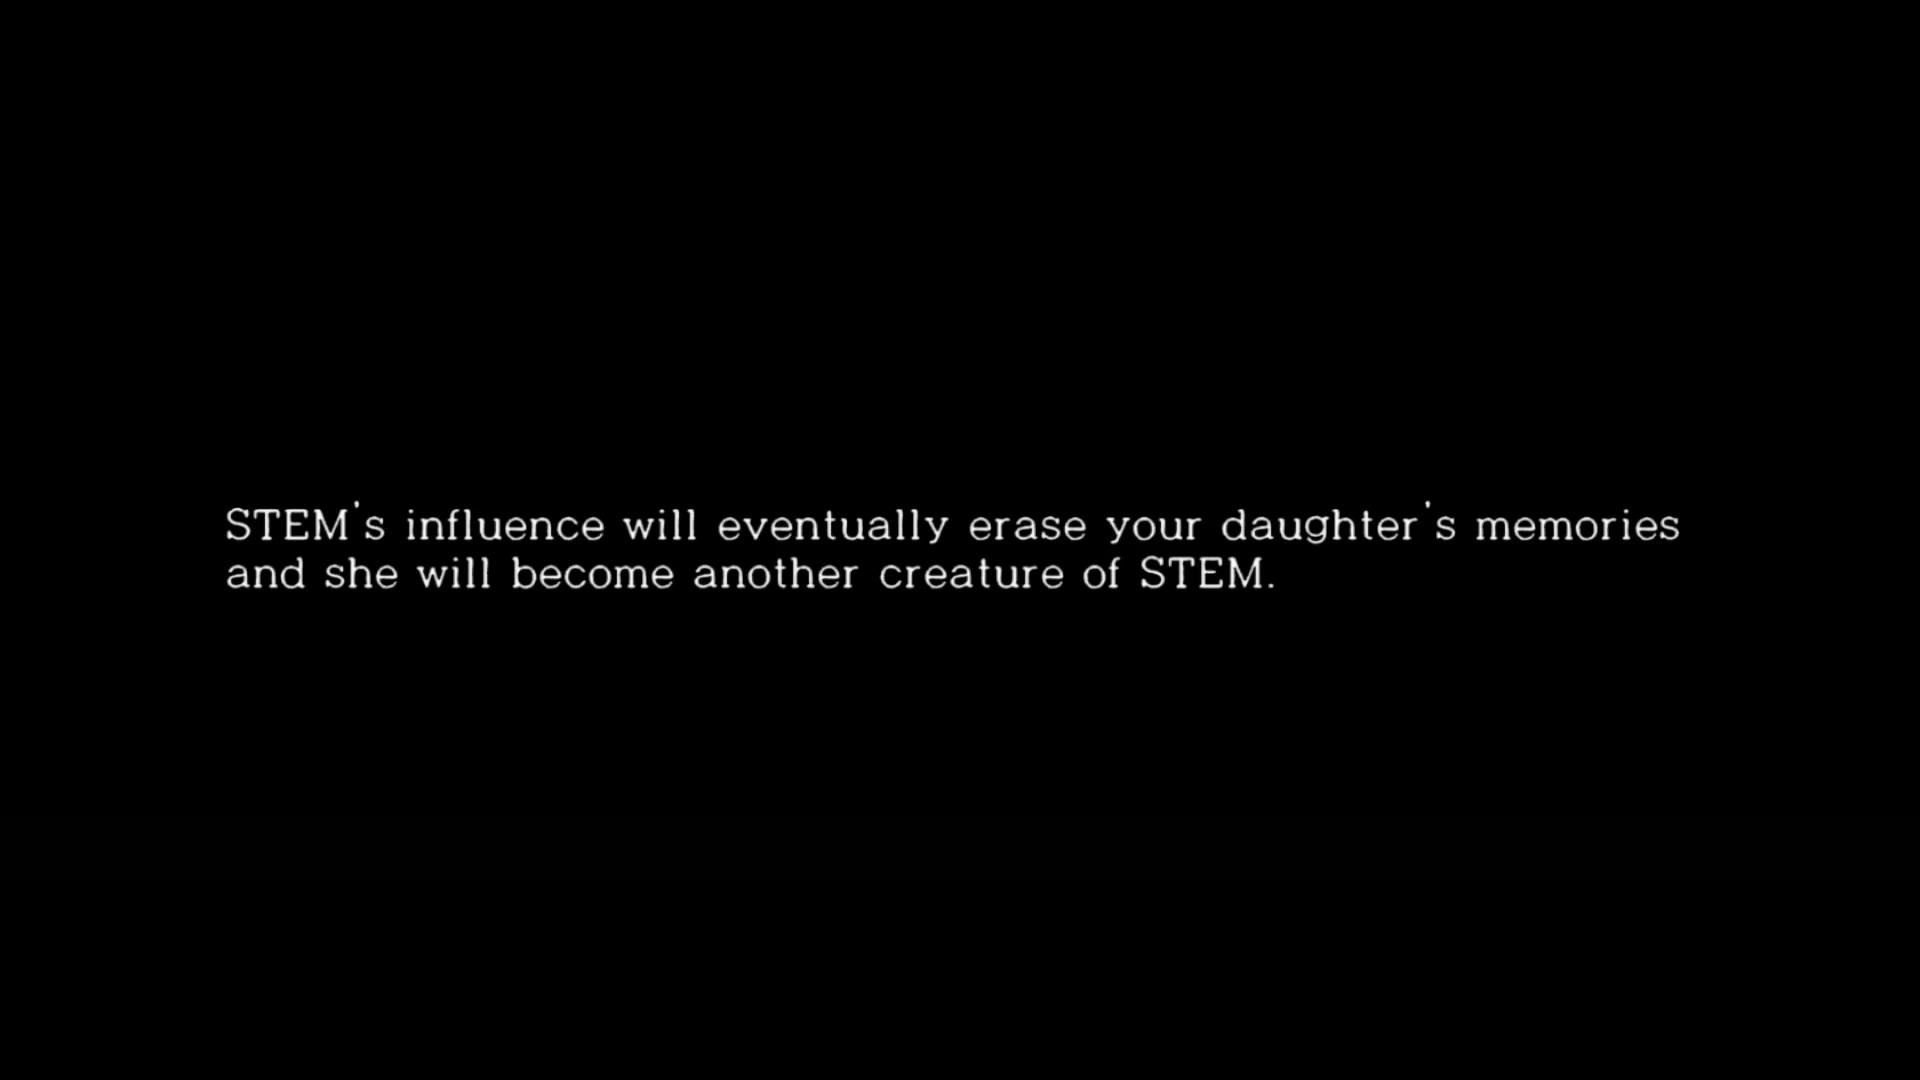 STEM's influence will eventually erase your daughter's memories
and she will become another creature of STEM.